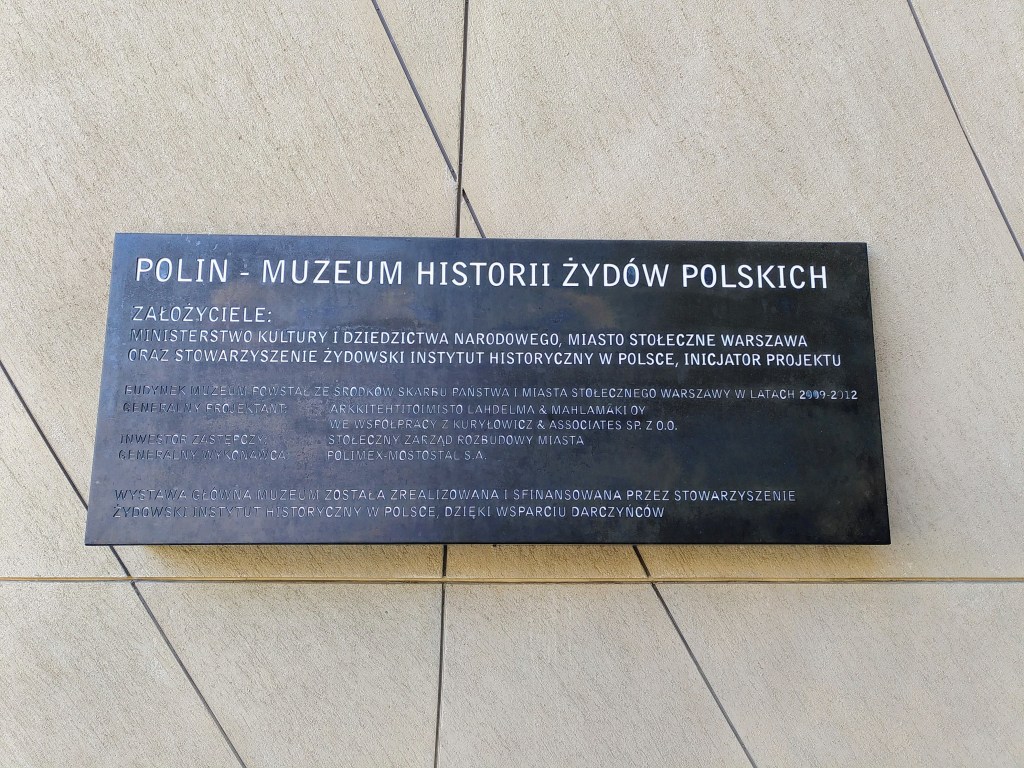 POLIN - MUZEUM HISTORII ŻYDÓW POLSKICH
ZAŁOŻYCIELE:
MINISTERSTWO KULTURY I DZIEDZICTWA NARODOWEGO, MIASTO STOŁECZNE WARSZAWA
ORAZ STOWARZYSZENIE ŻYDOWSKI INSTYTUT HISTORYCZNY W POLSCE, INICJATOR PROJEKTU
BUDYNEK MUZEUM POWSTAŁ ZE ŚRODKÓW SKARBU PAŃSTWA I MIASTA STOŁECZNEGO WARSZAWY W LATACH 2009-2012
GENERALNY PROJEKTANT: ARKKITEHTITOIMISTO LAHDELMA & MAHLAMÄKI OY
WE WSPÓŁPRACY Z KURYŁOWICZ & ASSOCIATES SP. Z O.O.
INWESTOR ZASTĘPCZY: STOŁECZNY ZARZĄD ROZBUDOWY MIASTA
GENERALNY WYKONAWCA: POLIMEX-MOSTOSTAL S.A.
WYSTAWA GŁÓWNA MUZEUM ZOSTAŁA ZREALIZOWANA I SFINANSOWANA PRZEZ STOWARZYSZENIE
ŻYDOWSKI INSTYTUT HISTORYCZNY W POLSCE, DZIĘKI WSPARCIU DARCZYŃCÓW